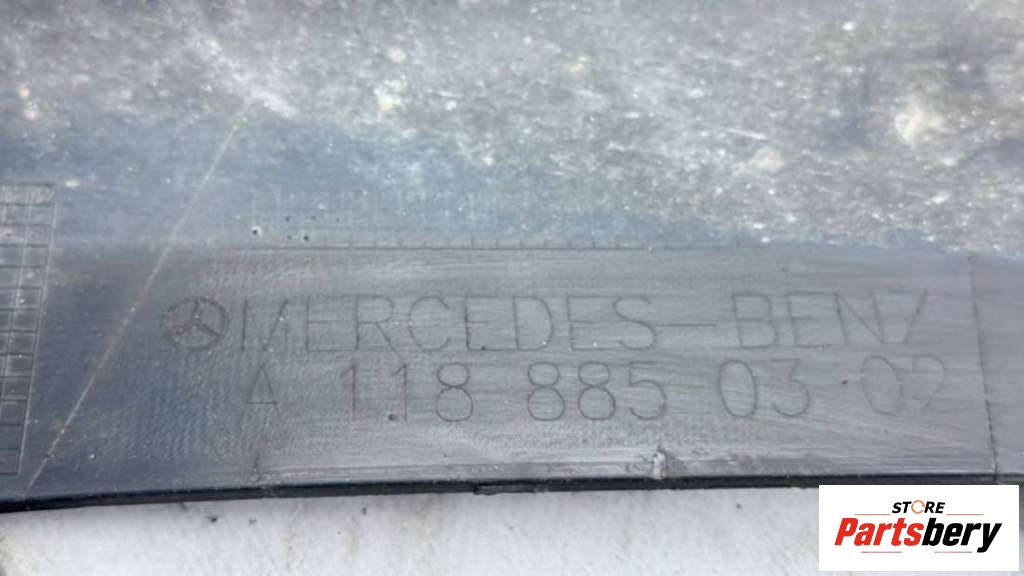 MERCEDES-BENZ
A 118 885 03 02
STORE
Partsbery